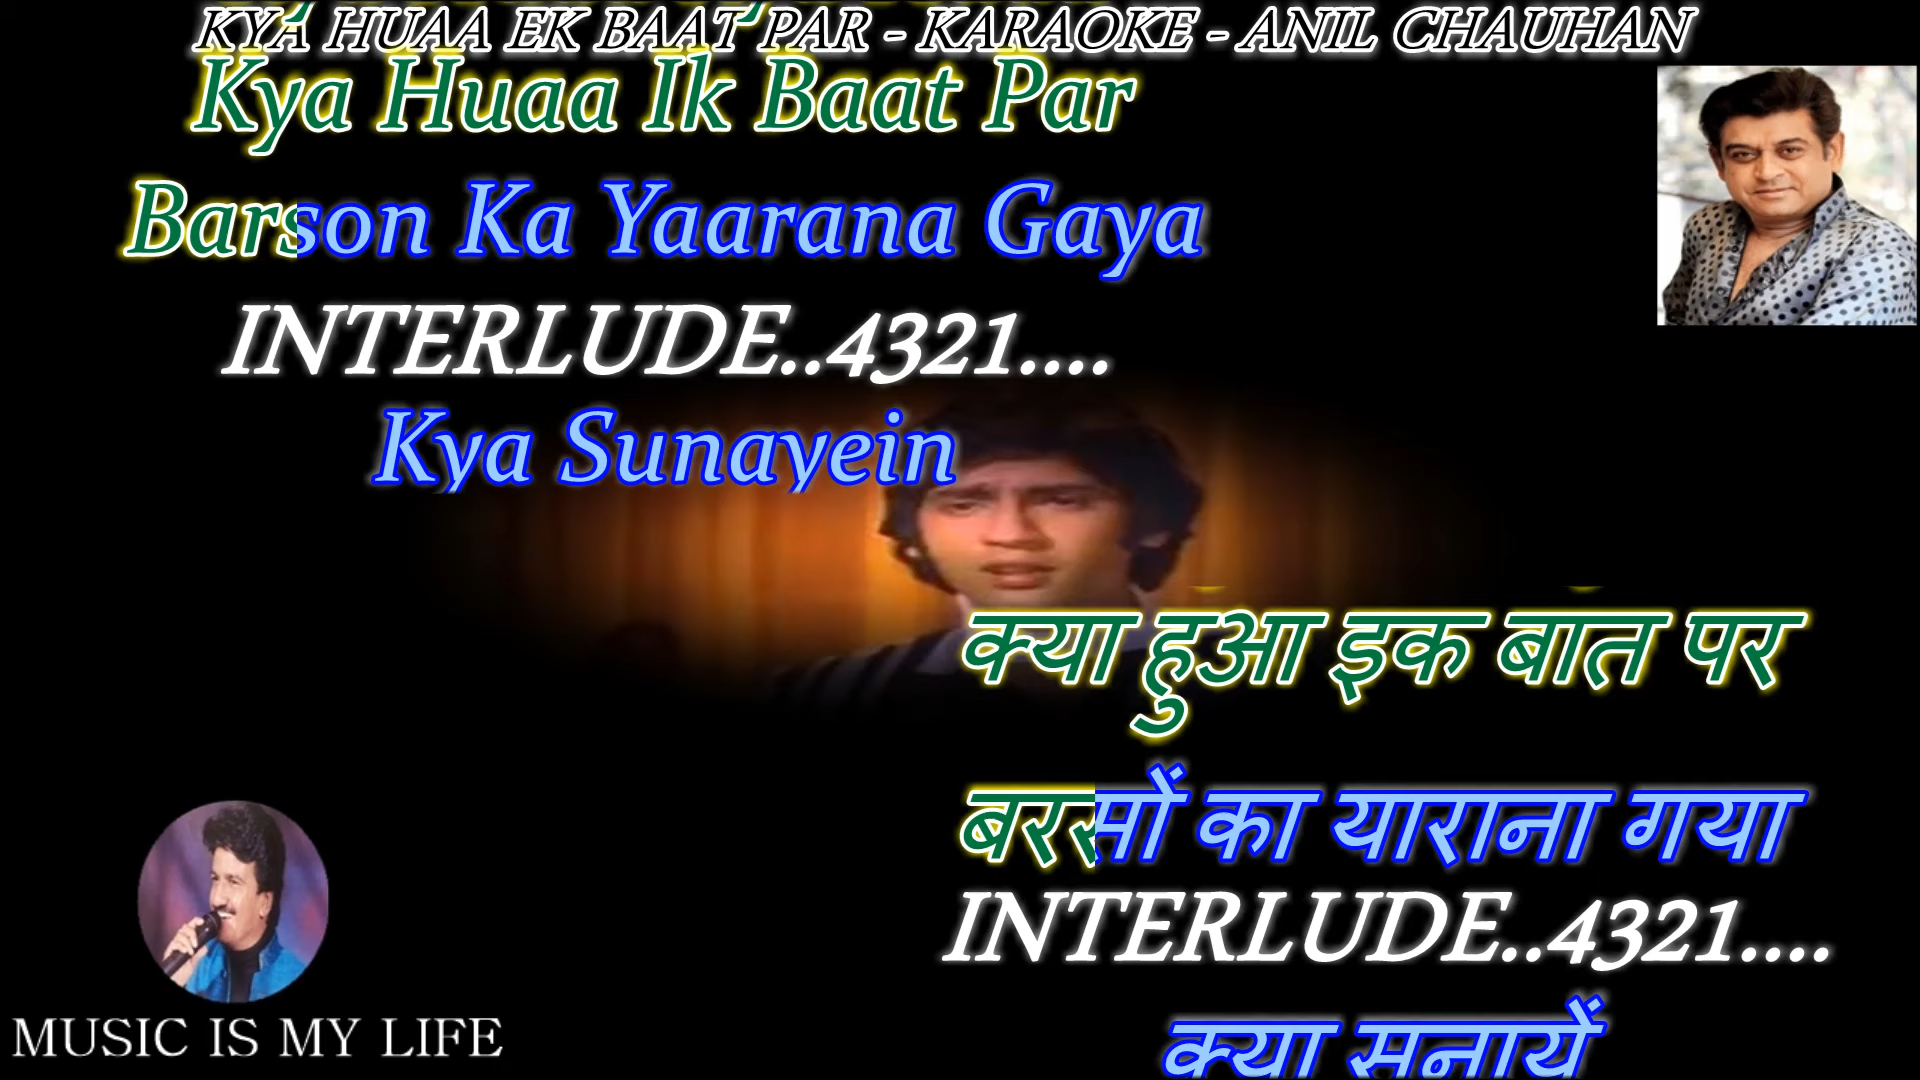 KYA HUAA EK BAAT PAR - KARAOKE - ANIL CHAUHAN
Kya Huaa Ik Baat Par
Barson Ka Yaarana Gaya
INTERLUDE..4321....
Kya Sunayein
क्या हुआ इक बात पर
बरसों का याराना गया
INTERLUDE..4321....
क्या सुनायें
MUSIC IS MY LIFE